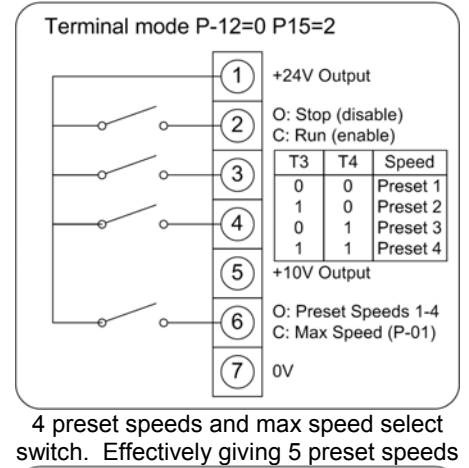 Terminal mode P-12=0 P15=2
1 +24V Output
2 O: Stop (disable)
C: Run (enable)
3 T3 T4 Speed
0 0 Preset 1
1 0 Preset 2
4 0 1 Preset 3
1 1 Preset 4
5 +10V Output
6 O: Preset Speeds 1-4
C: Max Speed (P-01)
7 0V
4 preset speeds and max speed select
switch. Effectively giving 5 preset speeds